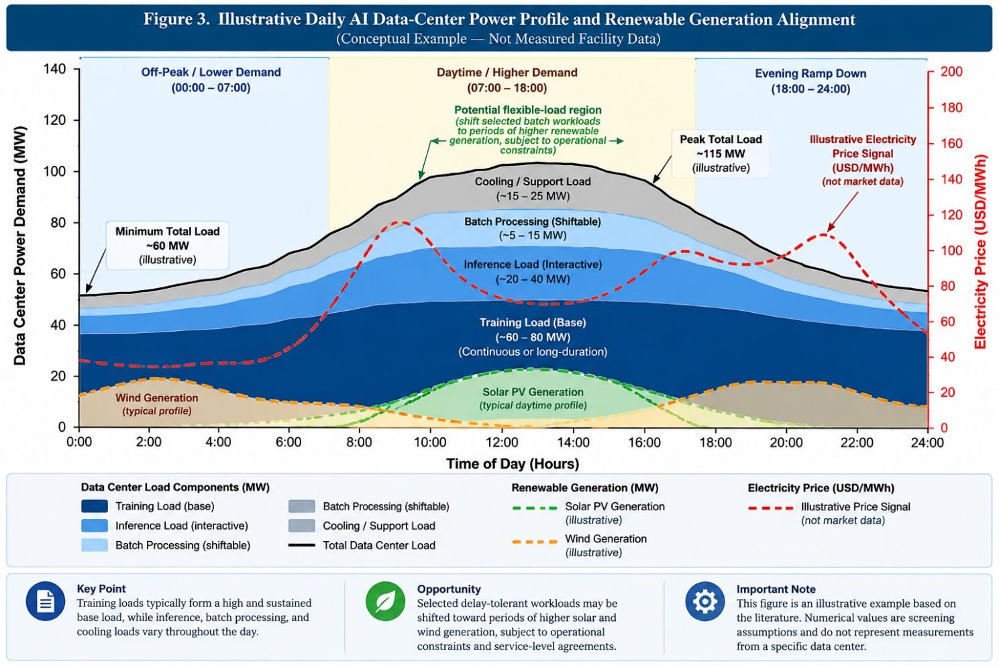 Figure 3. Illustrative Daily AI Data-Center Power Profile and Renewable Generation Alignment
(Conceptual Example — Not Measured Facility Data)
Off-Peak / Lower Demand
(00:00 – 07:00)
Daytime / Higher Demand
(07:00 – 18:00)
Evening Ramp Down
(18:00 – 24:00)
Potential flexible-load region
(shift selected batch workloads
to periods of higher renewable
generation, subject to operational
constraints)
Peak Total Load
~115 MW
(illustrative)
Illustrative Electricity
Price Signal
(USD/MWh)
(not market data)
Minimum Total Load
~60 MW
(illustrative)
Cooling / Support Load
(~15 – 25 MW)
Batch Processing (Shiftable)
(~5 – 15 MW)
Inference Load (Interactive)
(~20 – 40 MW)
Training Load (Base)
(~60 – 80 MW)
(Continuous or long-duration)
Wind Generation
(typical profile)
Solar PV Generation
(typical daytime profile)
Data Center Power Demand (MW)
140
120
100
80
60
40
20
0
Electricity Price (USD/MWh)
200
180
160
140
120
100
80
60
40
20
0
0:00
2:00
4:00
6:00
8:00
10:00
12:00
14:00
16:00
18:00
20:00
22:00
24:00
Time of Day (Hours)
Data Center Load Components (MW)
Training Load (base)
Inference Load (interactive)
Batch Processing (shiftable)
Batch Processing (shiftable)
Cooling / Support Load
Total Data Center Load
Renewable Generation (MW)
Solar PV Generation
(illustrative)
Wind Generation
(illustrative)
Electricity Price (USD/MWh)
Illustrative Price Signal
(not market data)
Key Point
Training loads typically form a high and sustained
base load, while inference, batch processing, and
cooling loads vary throughout the day.
Opportunity
Selected delay-tolerant workloads may be
shifted toward periods of higher solar and
wind generation, subject to operational
constraints and service-level agreements.
Important Note
This figure is an illustrative example based on
the literature. Numerical values are screening
assumptions and do not represent measurements
from a specific data center.